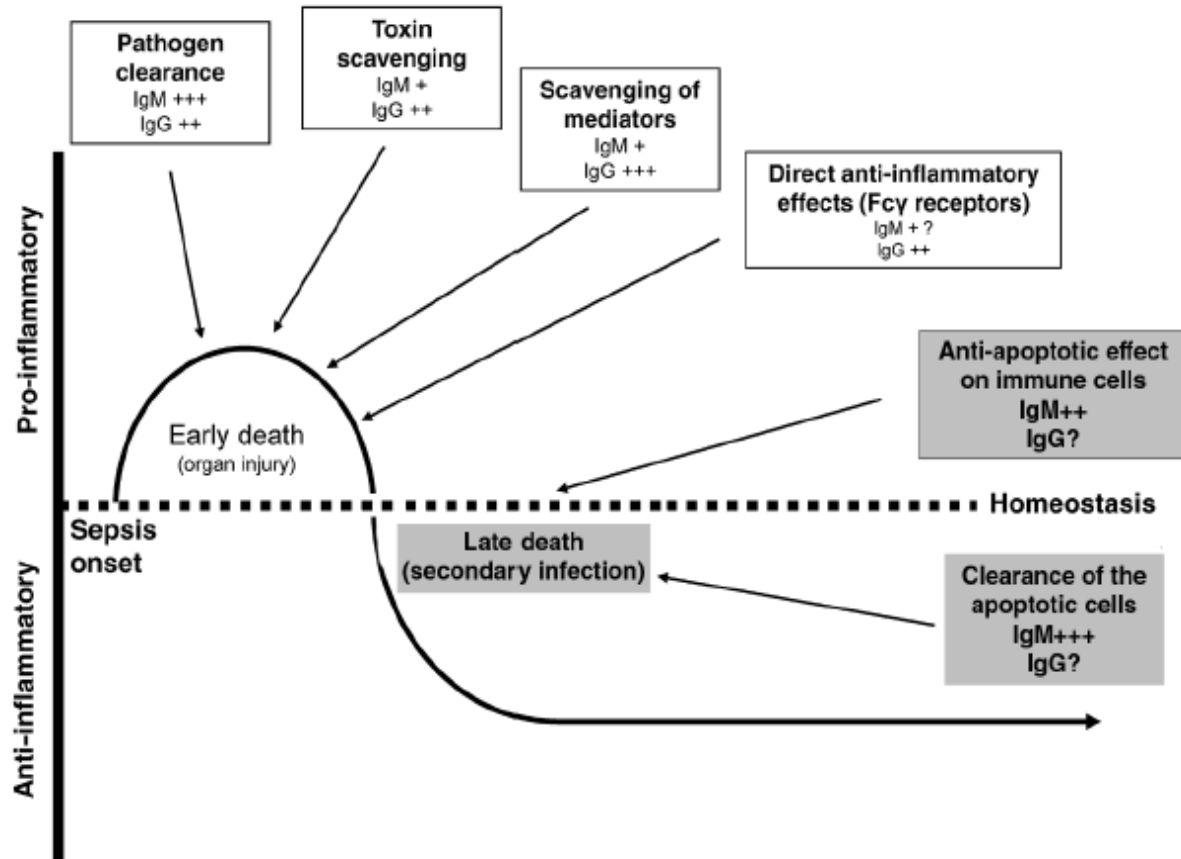 Pathogen
clearance
IgM +++
IgG ++
Toxin
scavenging
IgM +
IgG ++
Scavenging of
mediators
IgM +
IgG +++
Direct anti-inflammatory
effects (Fcγ receptors)
IgM + ?
IgG ++
Pro-inflammatory
Anti-apoptotic effect
on immune cells
IgM++
IgG?
Early death
(organ injury)
Homeostasis
Sepsis
onset
Late death
(secondary infection)
Clearance of the
apoptotic cells
IgM+++
IgG?
Anti-inflammatory